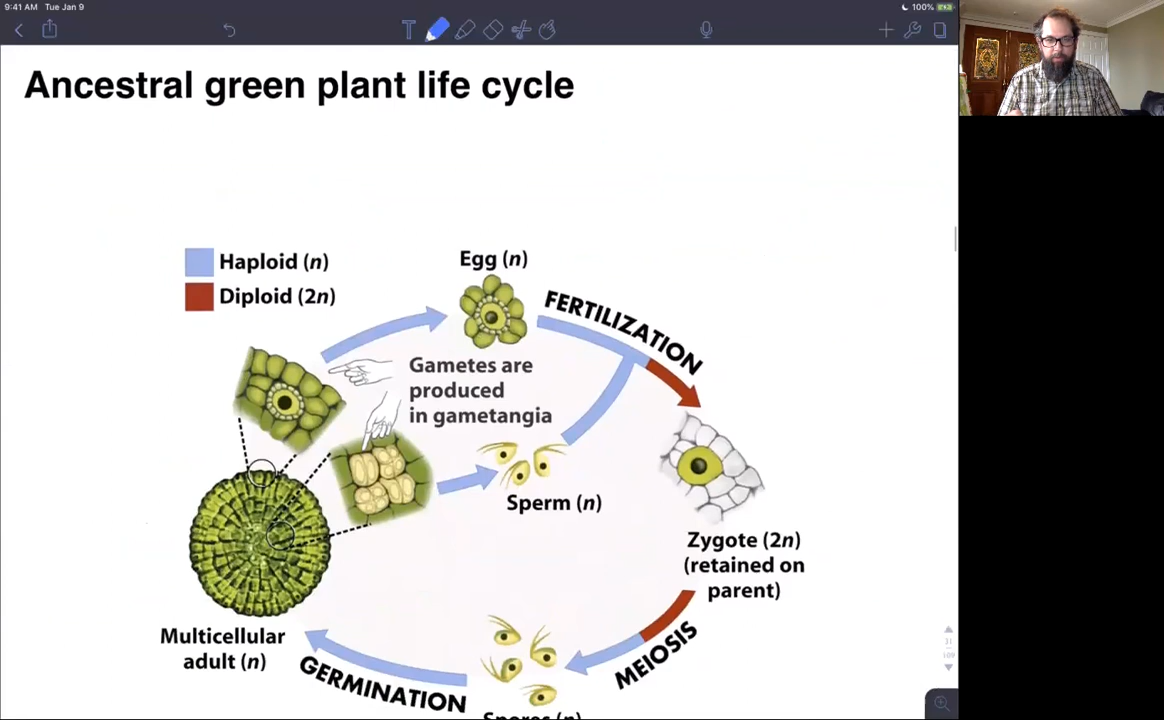 9:41 AM Tue Jan 9
100%
Ancestral green plant life cycle
Haploid (n)
Diploid (2n)
Egg (n)
FERTILIZATION
Gametes are
produced
in gametangia
Sperm (n)
Zygote (2n)
(retained on
parent)
MEIOSIS
Spores (n)
GERMINATION
Multicellular
adult (n)